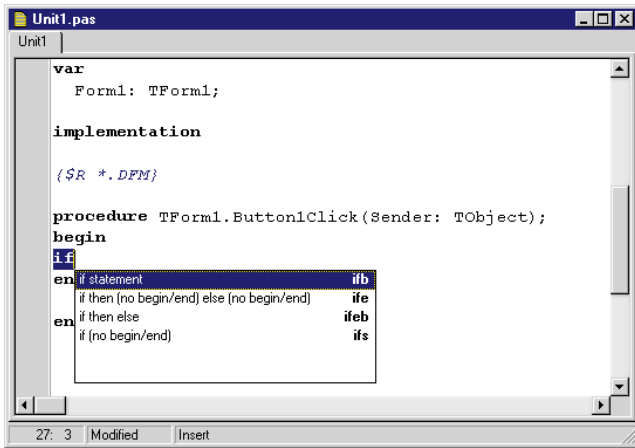 Unit1.pas
Unit1
var
Form1: TForm1;
implementation
{$R *.DFM}
procedure TForm1.Button1Click(Sender: TObject);
begin
if
en
if statement ifb
if then (no begin/end) else (no begin/end) ife
if then else ifeb
if (no begin/end) ifs
en
27: 3 Modified Insert